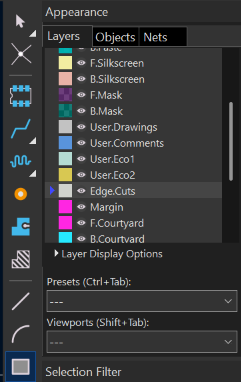 Appearance
Layers Objects Nets
B.Paste
F.Silkscreen
B.Silkscreen
F.Mask
B.Mask
User.Drawings
User.Comments
User.Eco1
User.Eco2
Edge.Cuts
Margin
F.Courtyard
B.Courtyard
Layer Display Options
Presets (Ctrl+Tab):
---
Viewports (Shift+Tab):
---
Selection Filter